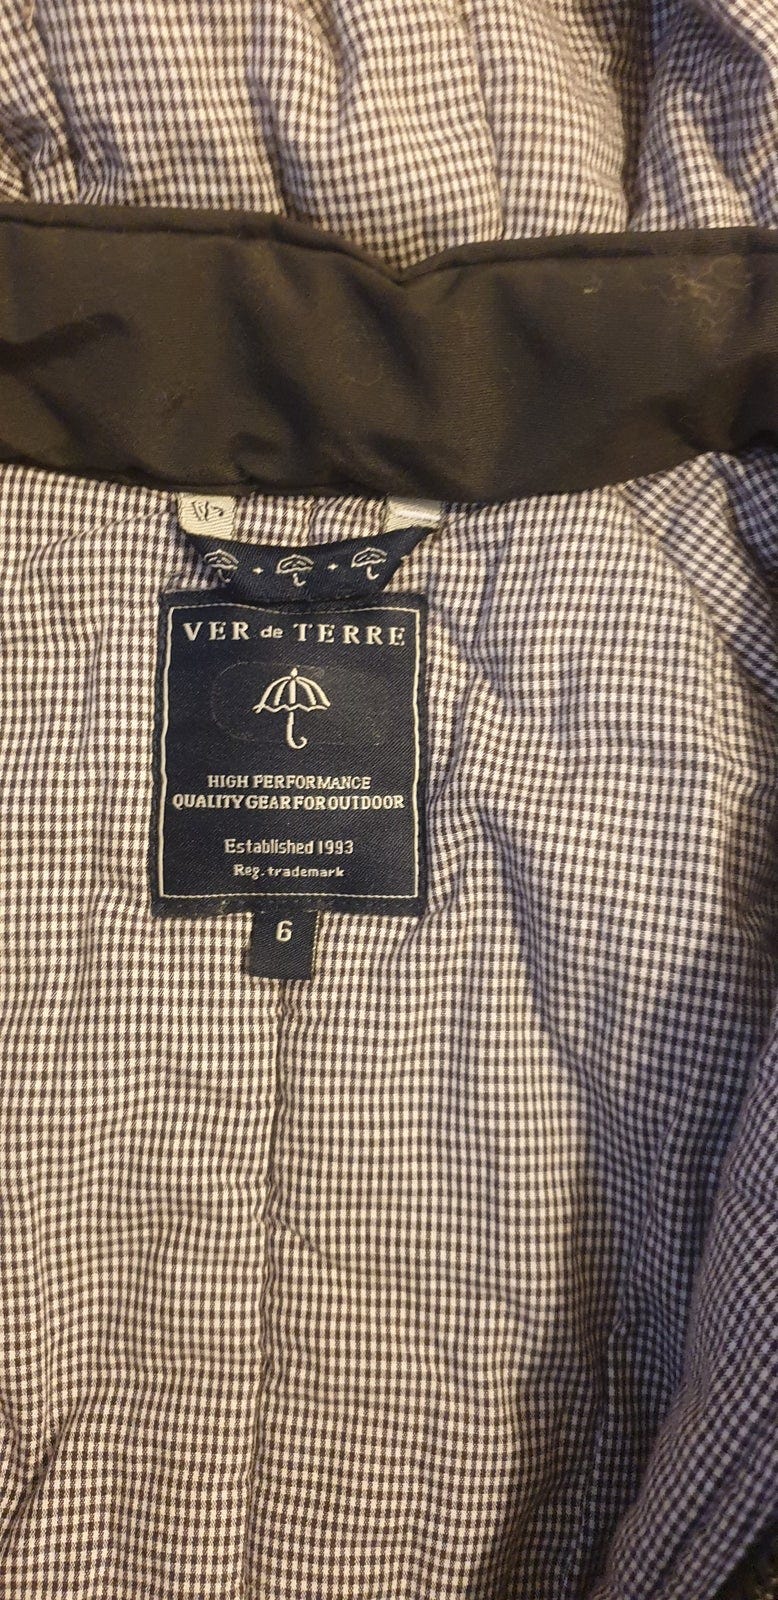 VER de TERRE
HIGH PERFORMANCE
QUALITY GEAR FOR OUTDOOR
Established 1993
Reg. trademark
6